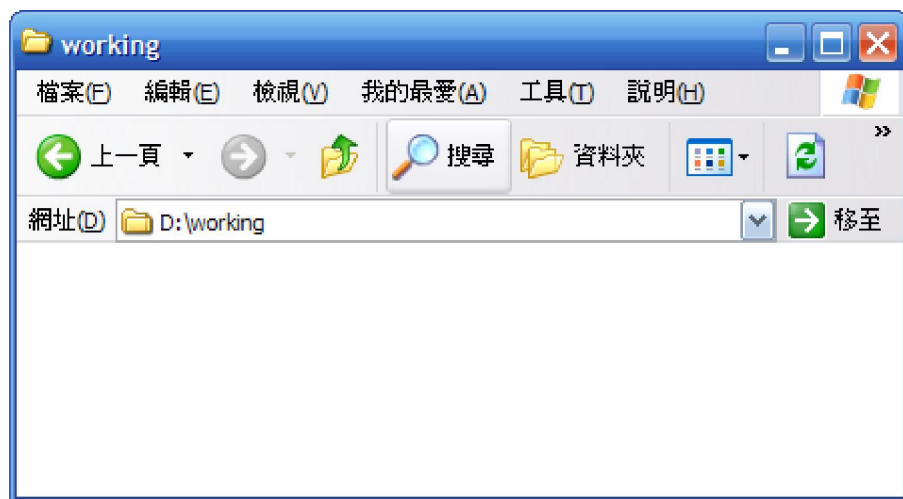 working
檔案(F) 編輯(E) 檢視(V) 我的最愛(A) 工具(T) 說明(H)
上一頁 搜尋 資料夾 »
網址(D) D:\working 移至